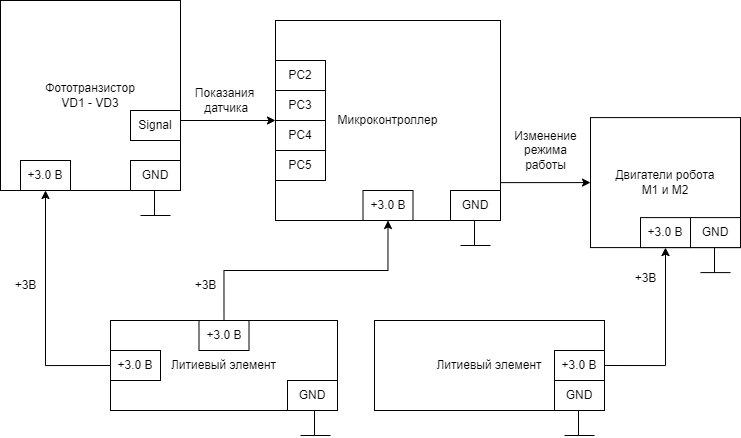 Фототранзистор
VD1 - VD3
Signal
+3.0 В
GND
Показания
датчика
PC2
PC3
PC4
PC5
Микроконтроллер
+3.0 В
GND
Изменение
режима
работы
Двигатели робота
М1 и М2
+3.0 В
GND
+3В
+3В
+3В
+3.0 В
+3.0 В
Литиевый элемент
GND
Литиевый элемент
+3.0 В
GND